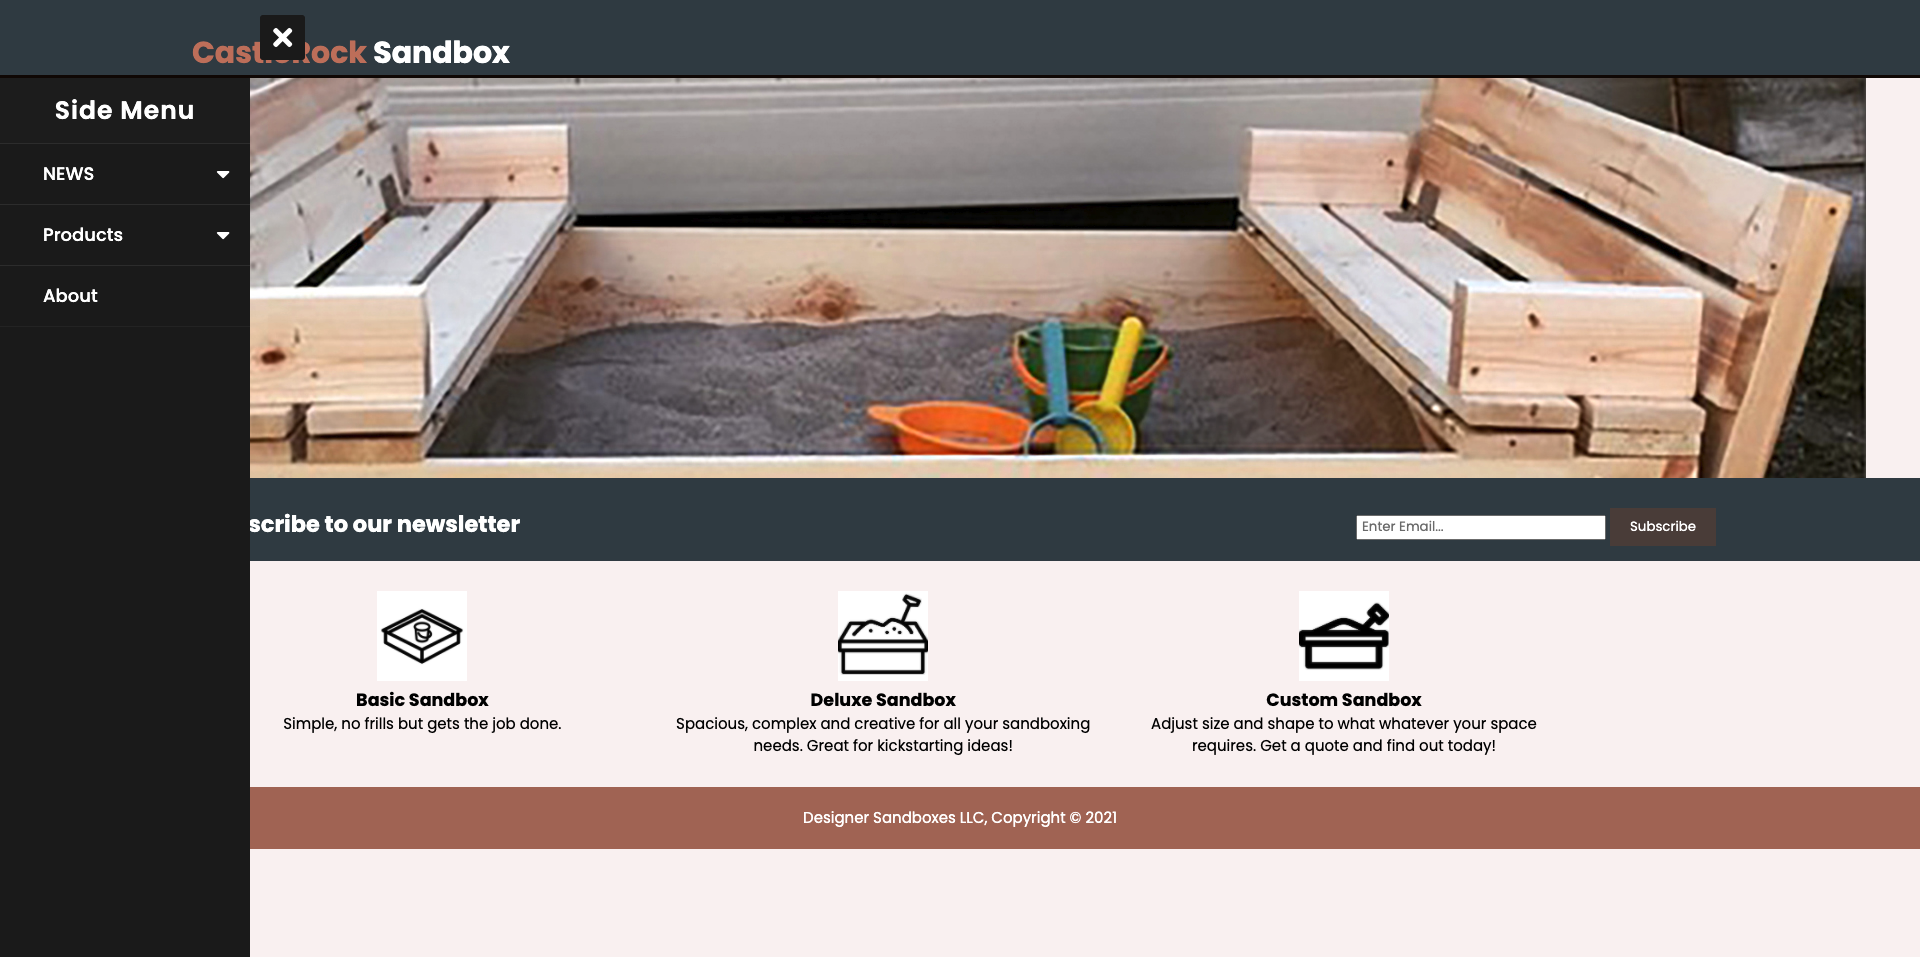 Cast Rock Sandbox
Side Menu
NEWS
Products
About
scribe to our newsletter
Enter Email...
Subscribe
Basic Sandbox
Simple, no frills but gets the job done.
Deluxe Sandbox
Spacious, complex and creative for all your sandboxing
needs. Great for kickstarting ideas!
Custom Sandbox
Adjust size and shape to what whatever your space
requires. Get a quote and find out today!
Designer Sandboxes LLC, Copyright © 2021